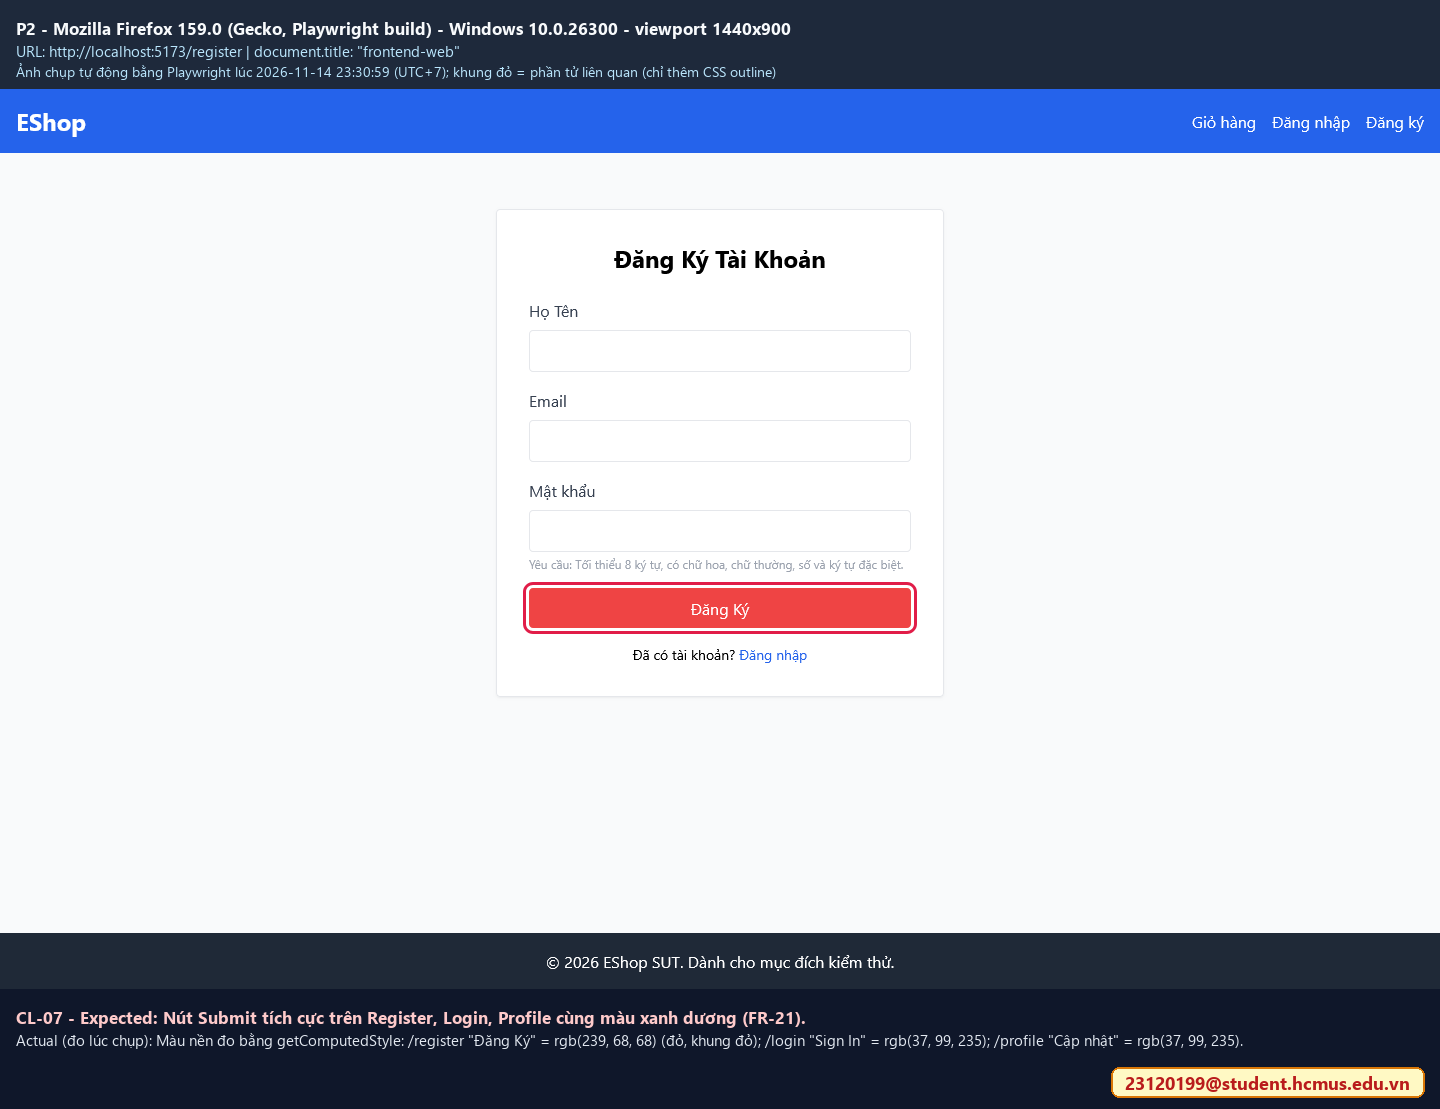 P2 - Mozilla Firefox 159.0 (Gecko, Playwright build) - Windows 10.0.26300 - viewport 1440x900
URL: http://localhost:5173/register | document.title: "frontend-web"
Ảnh chụp tự động bằng Playwright lúc 2026-11-14 23:30:59 (UTC+7); khung đỏ = phần tử liên quan (chỉ thêm CSS outline)
EShop
Giỏ hàng
Đăng nhập
Đăng ký
Đăng Ký Tài Khoản
Họ Tên
Email
Mật khẩu
Yêu cầu: Tối thiểu 8 ký tự, có chữ hoa, chữ thường, số và ký tự đặc biệt.
Đăng Ký
Đã có tài khoản? Đăng nhập
© 2026 EShop SUT. Dành cho mục đích kiểm thử.
CL-07 - Expected: Nút Submit tích cực trên Register, Login, Profile cùng màu xanh dương (FR-21).
Actual (đo lúc chụp): Màu nền đo bằng getComputedStyle: /register "Đăng Ký" = rgb(239, 68, 68) (đỏ, khung đỏ); /login "Sign In" = rgb(37, 99, 235); /profile "Cập nhật" = rgb(37, 99, 235).
23120199@student.hcmus.edu.vn